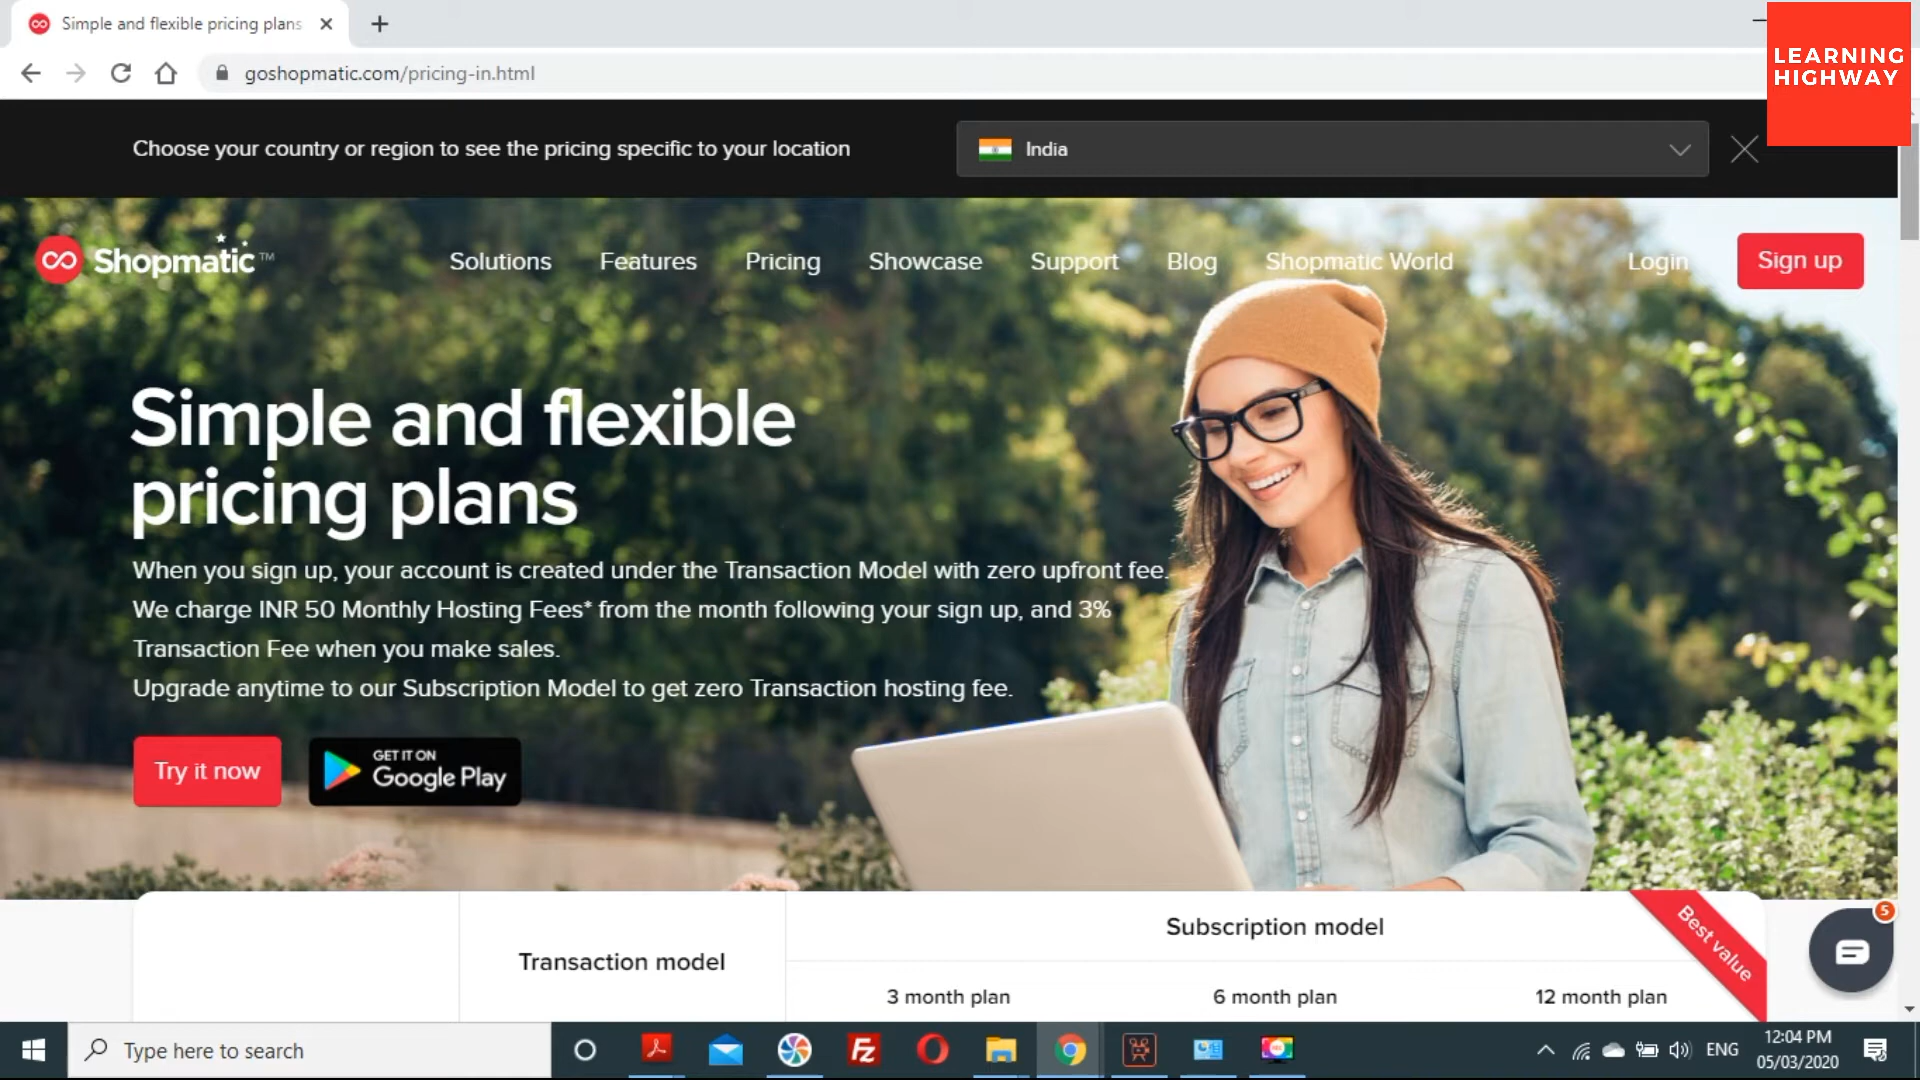 Simple and flexible pricing plans
goshopmatic.com/pricing-in.html
LEARNING
HIGHWAY
Choose your country or region to see the pricing specific to your location
India
Shopmatic™
Solutions
Features
Pricing
Showcase
Support
Blog
Shopmatic World
Login
Sign up
Simple and flexible
pricing plans
When you sign up, your account is created under the Transaction Model with zero upfront fee.
We charge INR 50 Monthly Hosting Fees* from the month following your sign up, and 3%
Transaction Fee when you make sales.
Upgrade anytime to our Subscription Model to get zero Transaction hosting fee.
Try it now
GET IT ON
Google Play
Transaction model
Subscription model
Best value
3 month plan
6 month plan
12 month plan
5
Type here to search
Fz
ENG
12:04 PM
05/03/2020